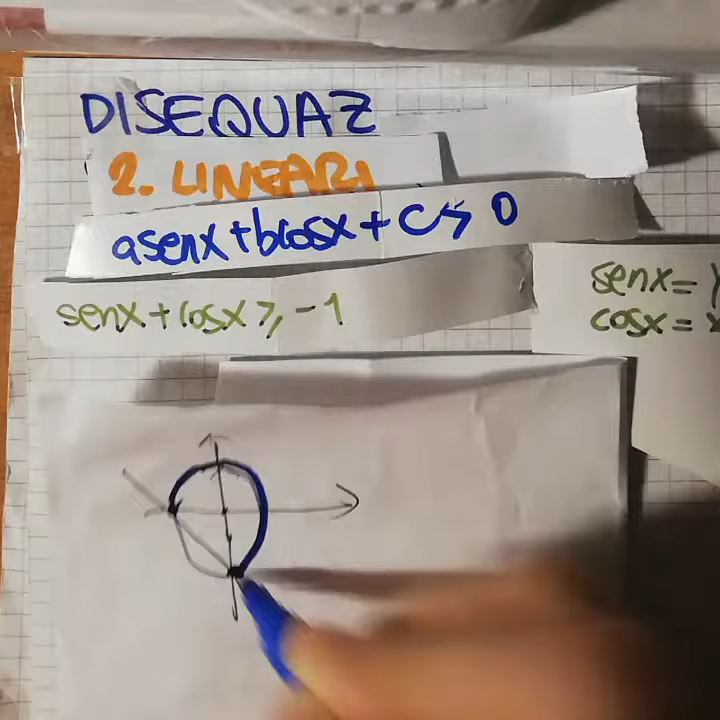 DISEQUAZ
2. LINEARI
asenx+bcosx+c>0
senx+cosx ≥ -1
senx=
cosx=